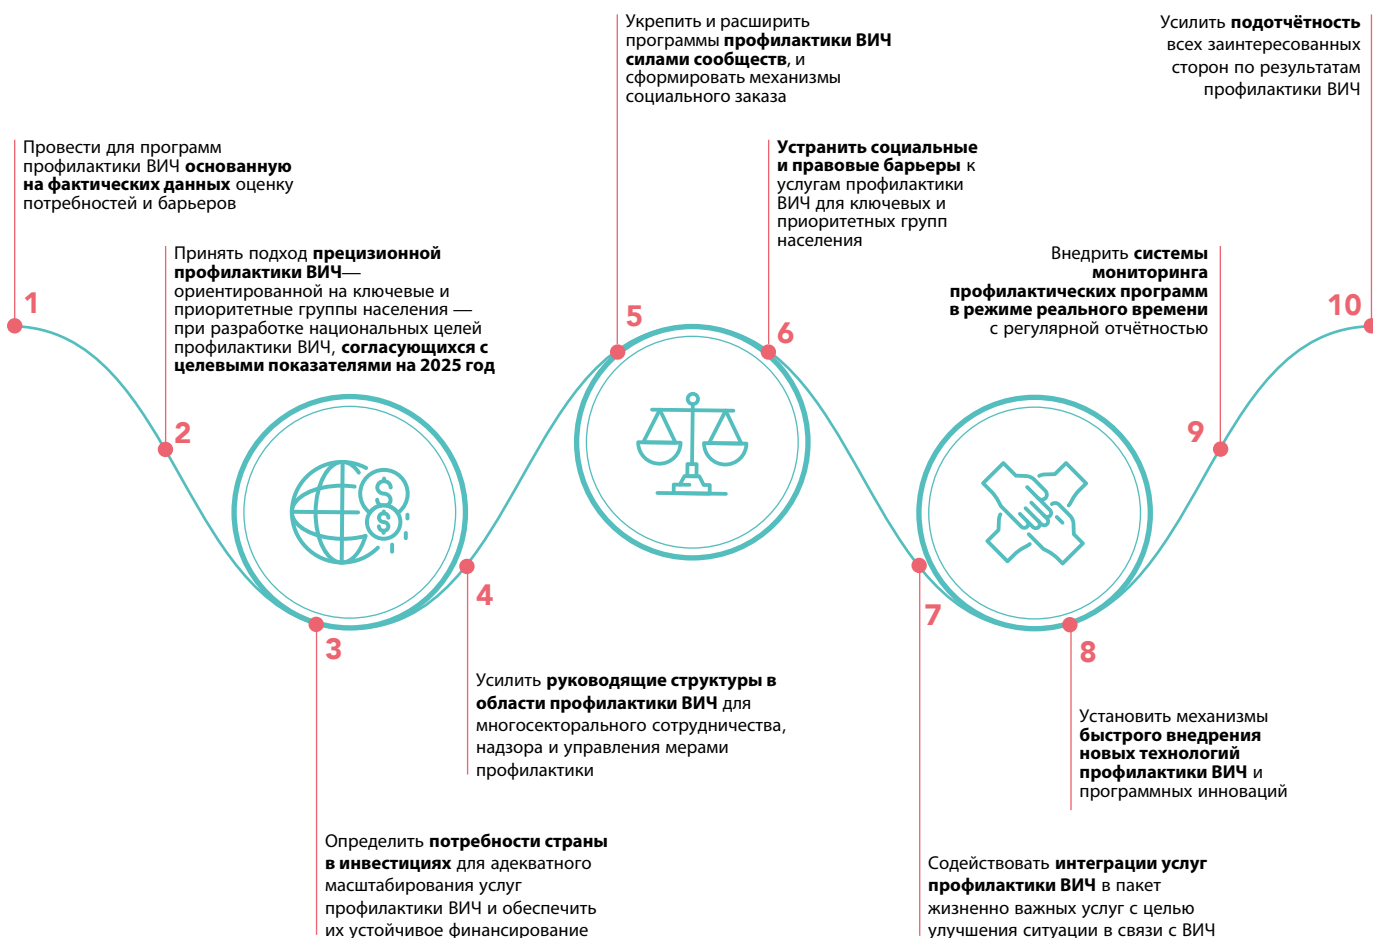 1
Провести для программ
профилактики ВИЧ основанную
на фактических данных оценку
потребностей и барьеров
2
Принять подход прецизионной
профилактики ВИЧ—
ориентированной на ключевые и
приоритетные группы населения —
при разработке национальных целей
профилактики ВИЧ, согласующихся с
целевыми показателями на 2025 год
3
Определить потребности страны
в инвестициях для адекватного
масштабирования услуг
профилактики ВИЧ и обеспечить
их устойчивое финансирование
4
Усилить руководящие структуры в
области профилактики ВИЧ для
многосекторального сотрудничества,
надзора и управления мерами
профилактики
5
Укрепить и расширить
программы профилактики ВИЧ
силами сообществ, и
сформировать механизмы
социального заказа
6
Устранить социальные
и правовые барьеры к
услугам профилактики
ВИЧ для ключевых и
приоритетных групп
населения
7
Содействовать интеграции услуг
профилактики ВИЧ в пакет
жизненно важных услуг с целью
улучшения ситуации в связи с ВИЧ
8
Установить механизмы
быстрого внедрения
новых технологий
профилактики ВИЧ и
программных инноваций
9
Внедрить системы
мониторинга
профилактических программ
в режиме реального времени
с регулярной отчётностью
10
Усилить подотчётность
всех заинтересованных
сторон по результатам
профилактики ВИЧ
$
$